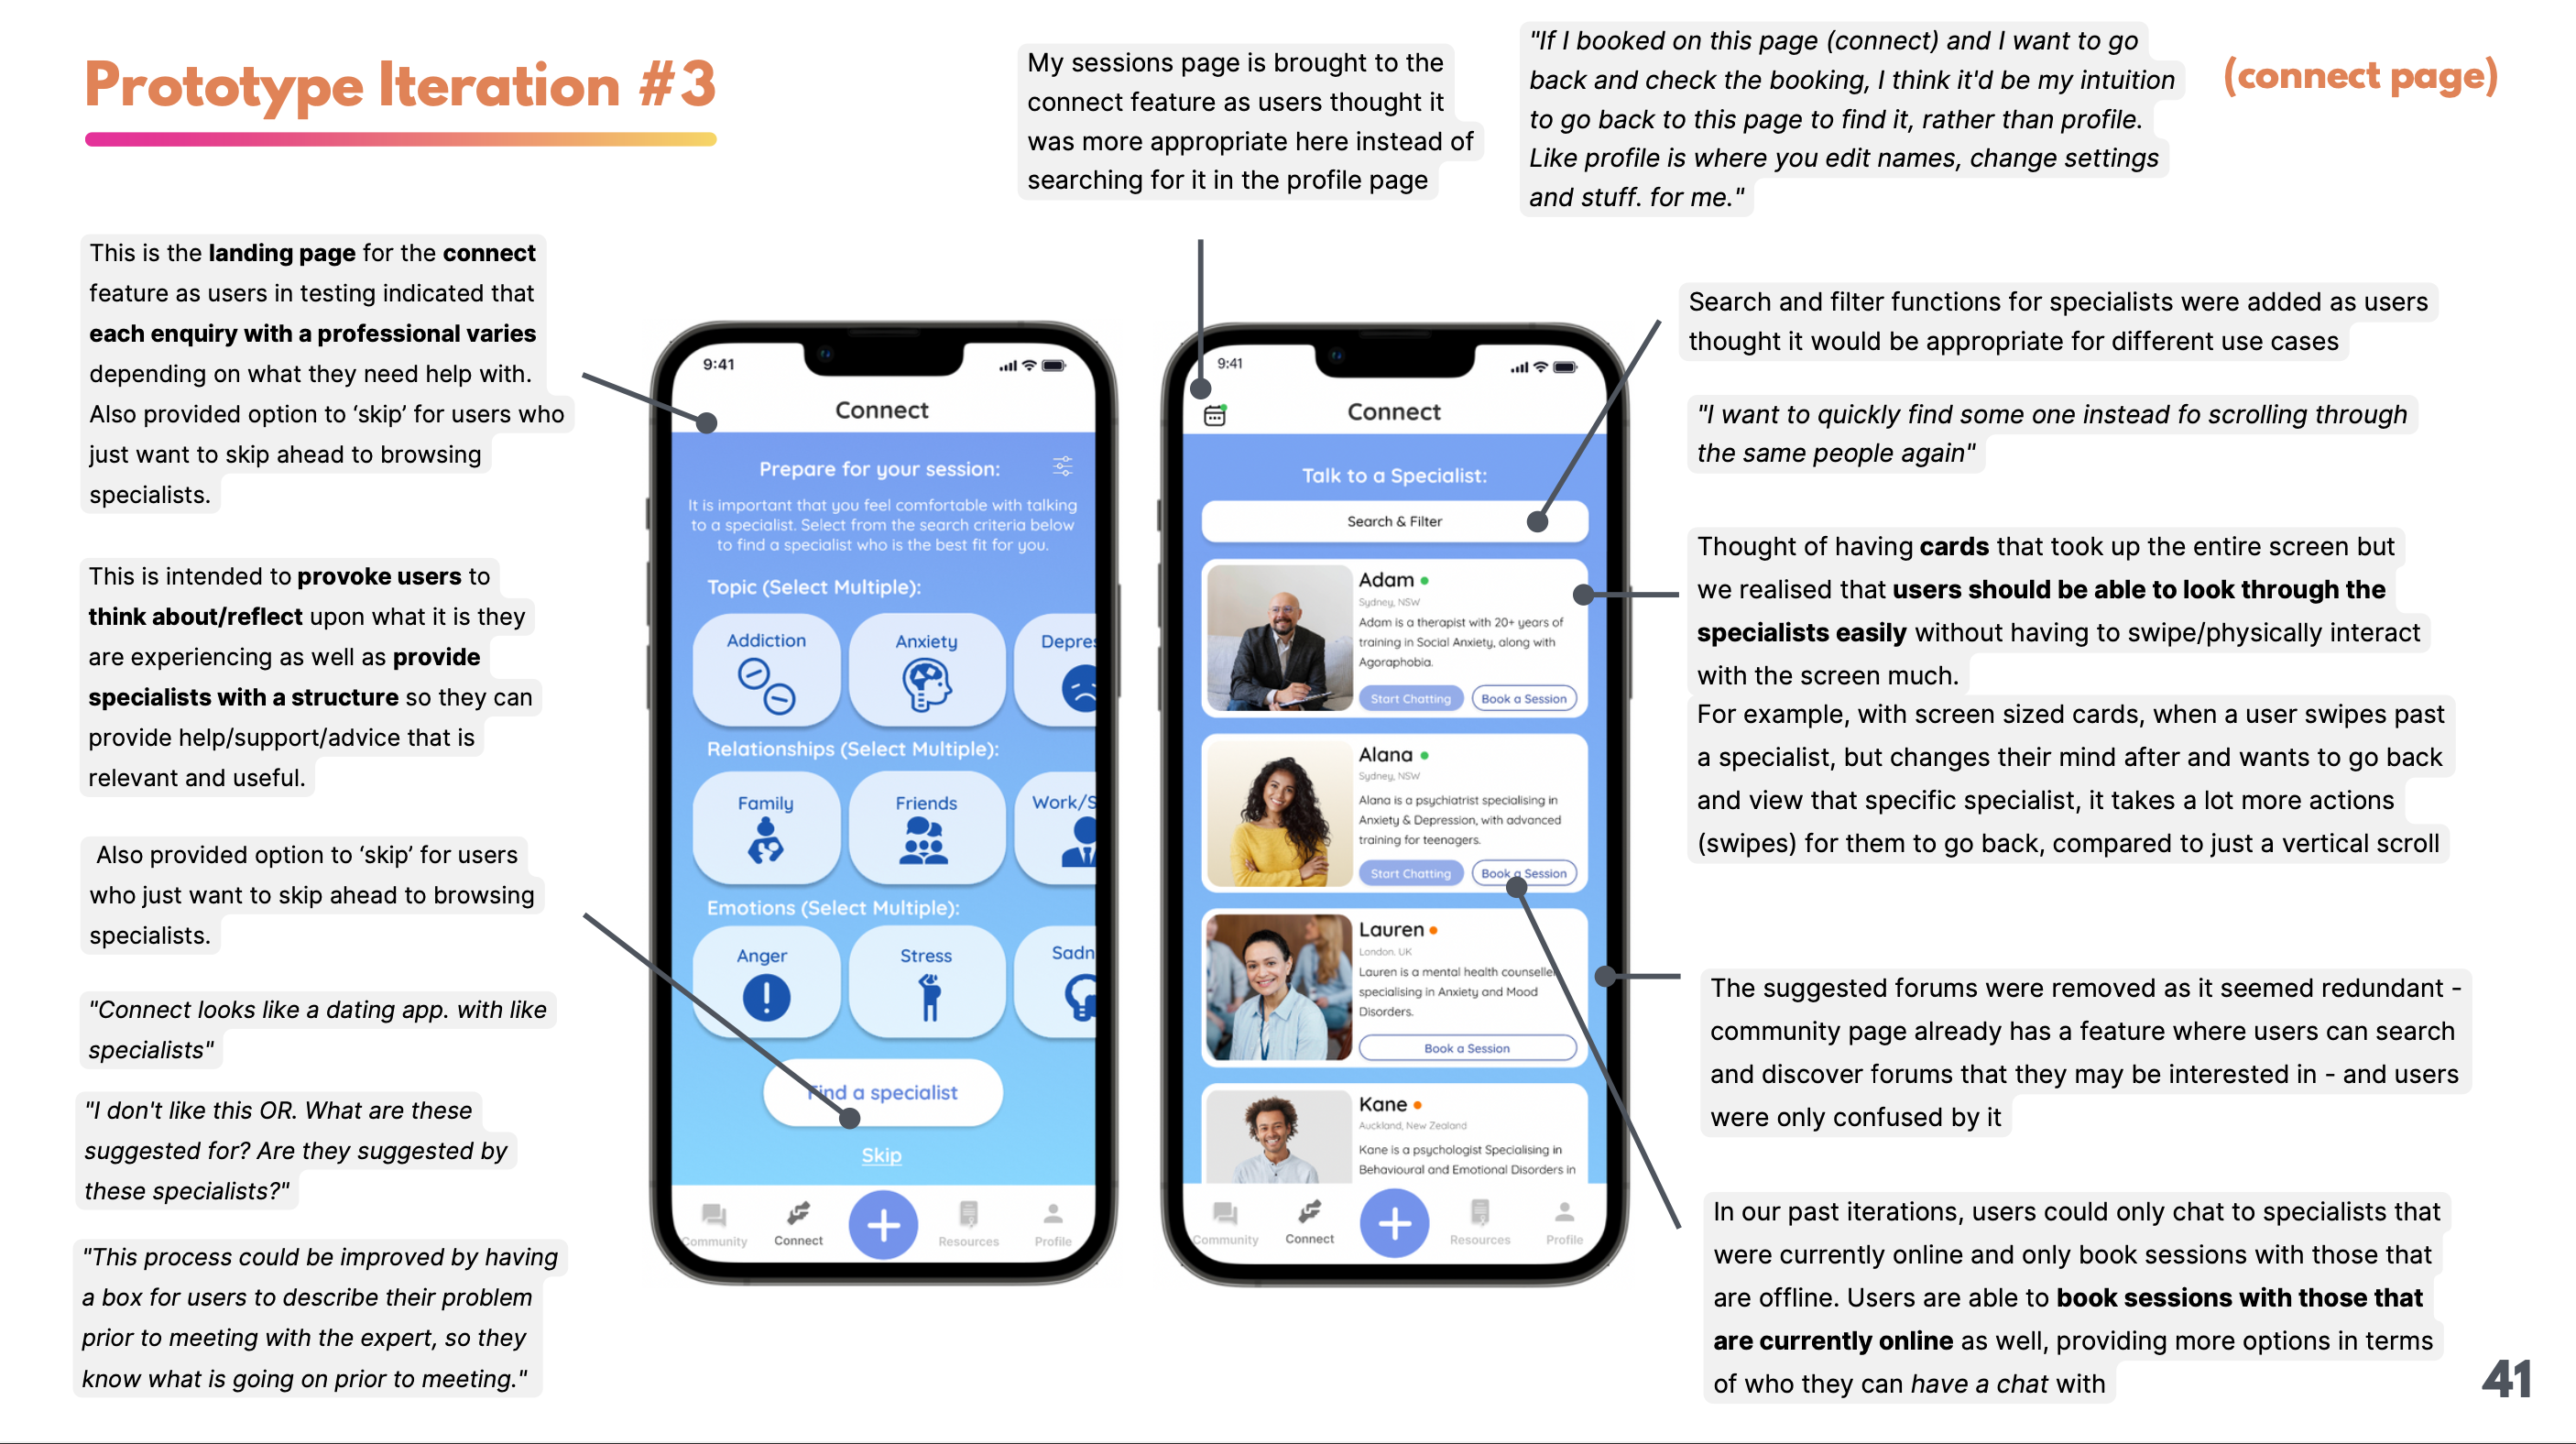 Prototype Iteration #3
(connect page)
My sessions page is brought to the
connect feature as users thought it
was more appropriate here instead of
searching for it in the profile page
"If I booked on this page (connect) and I want to go
back and check the booking, I think it'd be my intuition
to go back to this page to find it, rather than profile.
Like profile is where you edit names, change settings
and stuff. for me."
This is the landing page for the connect
feature as users in testing indicated that
each enquiry with a professional varies
depending on what they need help with.
Also provided option to ‘skip’ for users who
just want to skip ahead to browsing
specialists.
This is intended to provoke users to
think about/reflect upon what it is they
are experiencing as well as provide
specialists with a structure so they can
provide help/support/advice that is
relevant and useful.
Also provided option to ‘skip’ for users
who just want to skip ahead to browsing
specialists.
"Connect looks like a dating app. with like
specialists"
"I don't like this OR. What are these
suggested for? Are they suggested by
these specialists?"
"This process could be improved by having
a box for users to describe their problem
prior to meeting with the expert, so they
know what is going on prior to meeting."
9:41
Connect
Prepare for your session:
It is important that you feel comfortable with talking
to a specialist. Select from the search criteria below
to find a specialist who is the best fit for you.
Topic (Select Multiple):
Addiction
Anxiety
Depres
Relationships (Select Multiple):
Family
Friends
Work/S
Emotions (Select Multiple):
Anger
Stress
Sadn
Find a specialist
Skip
Community
Connect
Resources
Profile
9:41
Connect
Talk to a Specialist:
Search & Filter
Adam
Sydney, NSW
Adam is a therapist with 20+ years of
training in Social Anxiety, along with
Agoraphobia.
Start Chatting
Book a Session
Alana
Sydney, NSW
Alana is a psychiatrist specialising in
Anxiety & Depression, with advanced
training for teenagers.
Start Chatting
Book a Session
Lauren
London, UK
Lauren is a mental health counseller
specialising in Anxiety and Mood
Disorders.
Book a Session
Kane
Auckland, New Zealand
Kane is a psychologist Specialising in
Behavioural and Emotional Disorders in
Community
Connect
Resources
Profile
Search and filter functions for specialists were added as users
thought it would be appropriate for different use cases
"I want to quickly find some one instead fo scrolling through
the same people again"
Thought of having cards that took up the entire screen but
we realised that users should be able to look through the
specialists easily without having to swipe/physically interact
with the screen much.
For example, with screen sized cards, when a user swipes past
a specialist, but changes their mind after and wants to go back
and view that specific specialist, it takes a lot more actions
(swipes) for them to go back, compared to just a vertical scroll
The suggested forums were removed as it seemed redundant -
community page already has a feature where users can search
and discover forums that they may be interested in - and users
were only confused by it
In our past iterations, users could only chat to specialists that
were currently online and only book sessions with those that
are offline. Users are able to book sessions with those that
are currently online as well, providing more options in terms
of who they can have a chat with
41